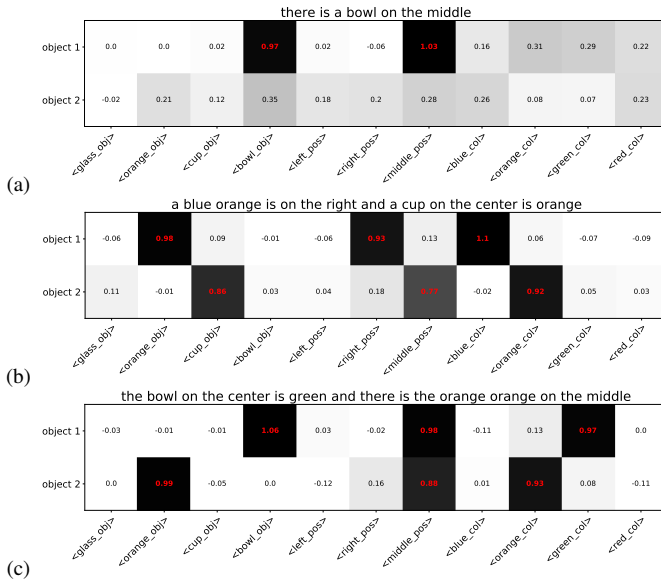 there is a bowl on the middle
object 1 0.0 0.0 0.02 0.97 0.02 -0.06 1.03 0.16 0.31 0.29 0.22
object 2 -0.02 0.21 0.12 0.35 0.18 0.2 0.28 0.26 0.08 0.07 0.23
<glass_obj> <orange_obj> <cup_obj> <bowl_obj> <left_pos> <right_pos> <middle_pos> <blue_col> <orange_col> <green_col> <red_col>
(a)
a blue orange is on the right and a cup on the center is orange
object 1 -0.06 0.98 0.09 -0.01 -0.06 0.93 0.13 1.1 0.06 -0.07 -0.09
object 2 0.11 -0.01 0.86 0.03 0.04 0.18 -0.02 0.92 0.05 0.03
<glass_obj> <orange_obj> <cup_obj> <bowl_obj> <left_pos> <right_pos> <middle_pos> <blue_col> <orange_col> <green_col> <red_col>
(b)
the bowl on the center is green and there is the orange orange on the middle
object 1 -0.03 -0.01 -0.01 1.06 0.03 -0.02 0.98 -0.11 0.13 0.97 0.0
object 2 0.0 0.99 -0.05 0.0 -0.12 0.16 0.88 0.01 0.93 0.08 -0.11
<glass_obj> <orange_obj> <cup_obj> <bowl_obj> <left_pos> <right_pos> <middle_pos> <blue_col> <orange_col> <green_col> <red_col>
(c)